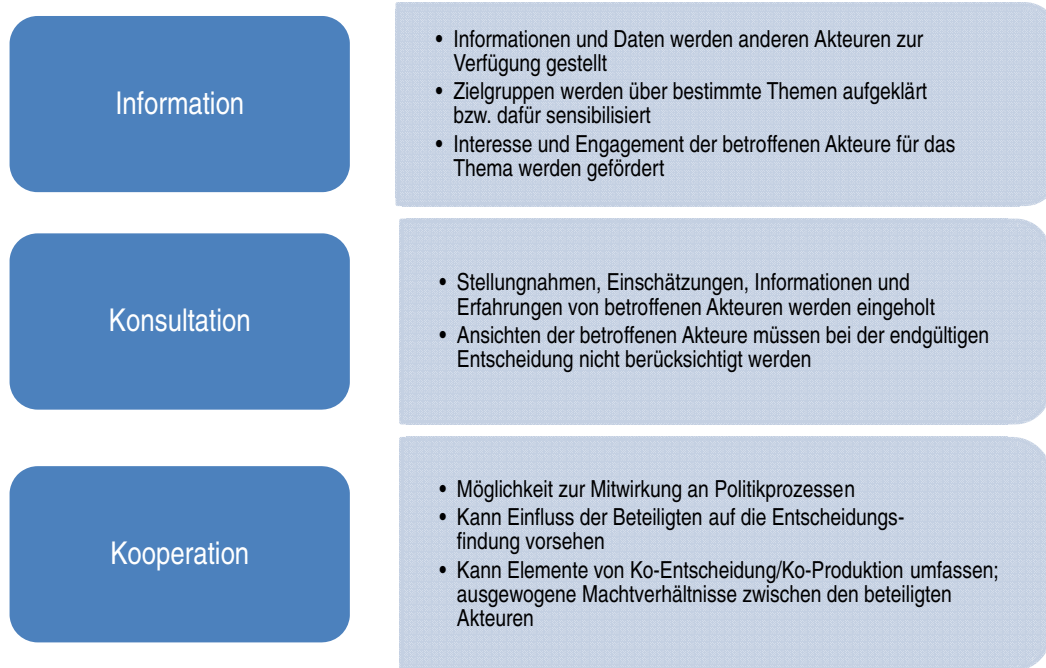 Information
• Informationen und Daten werden anderen Akteuren zur
Verfügung gestellt
• Zielgruppen werden über bestimmte Themen aufgeklärt
bzw. dafür sensibilisiert
• Interesse und Engagement der betroffenen Akteure für das
Thema werden gefördert
Konsultation
• Stellungnahmen, Einschätzungen, Informationen und
Erfahrungen von betroffenen Akteuren werden eingeholt
• Ansichten der betroffenen Akteure müssen bei der endgültigen
Entscheidung nicht berücksichtigt werden
Kooperation
• Möglichkeit zur Mitwirkung an Politikprozessen
• Kann Einfluss der Beteiligten auf die Entscheidungs-
findung vorsehen
• Kann Elemente von Ko-Entscheidung/Ko-Produktion umfassen;
ausgewogene Machtverhältnisse zwischen den beteiligten
Akteuren